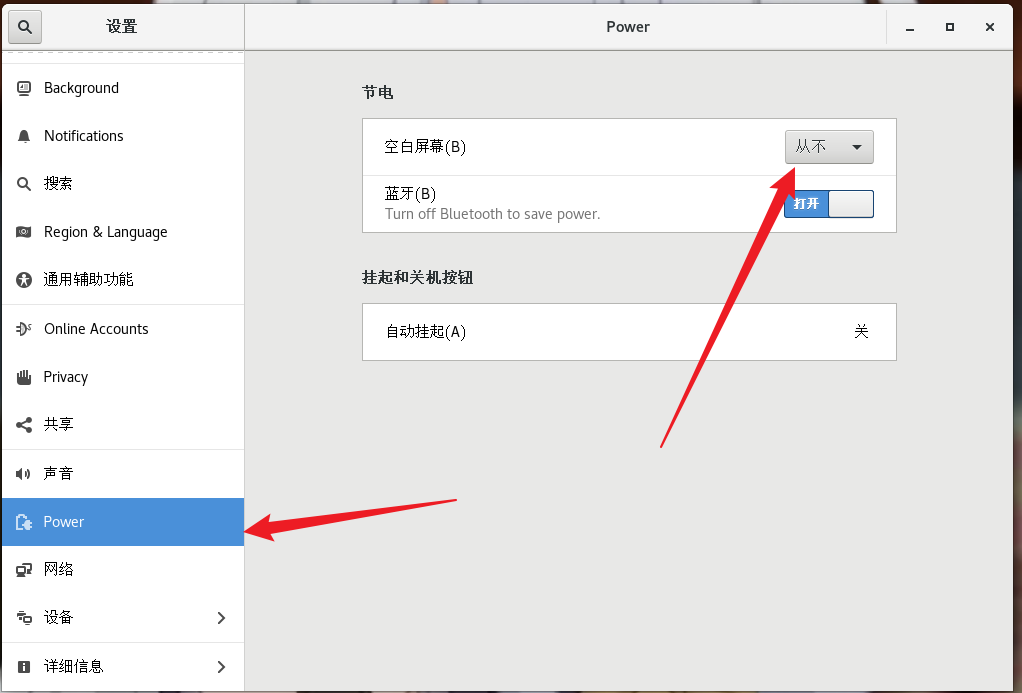 设置
Power
Background
Notifications
搜索
Region & Language
通用辅助功能
Online Accounts
Privacy
共享
声音
Power
网络
设备
详细信息
节电
空白屏幕(B)
从不
蓝牙(B)
Turn off Bluetooth to save power.
打开
挂起和关机按钮
自动挂起(A)
关